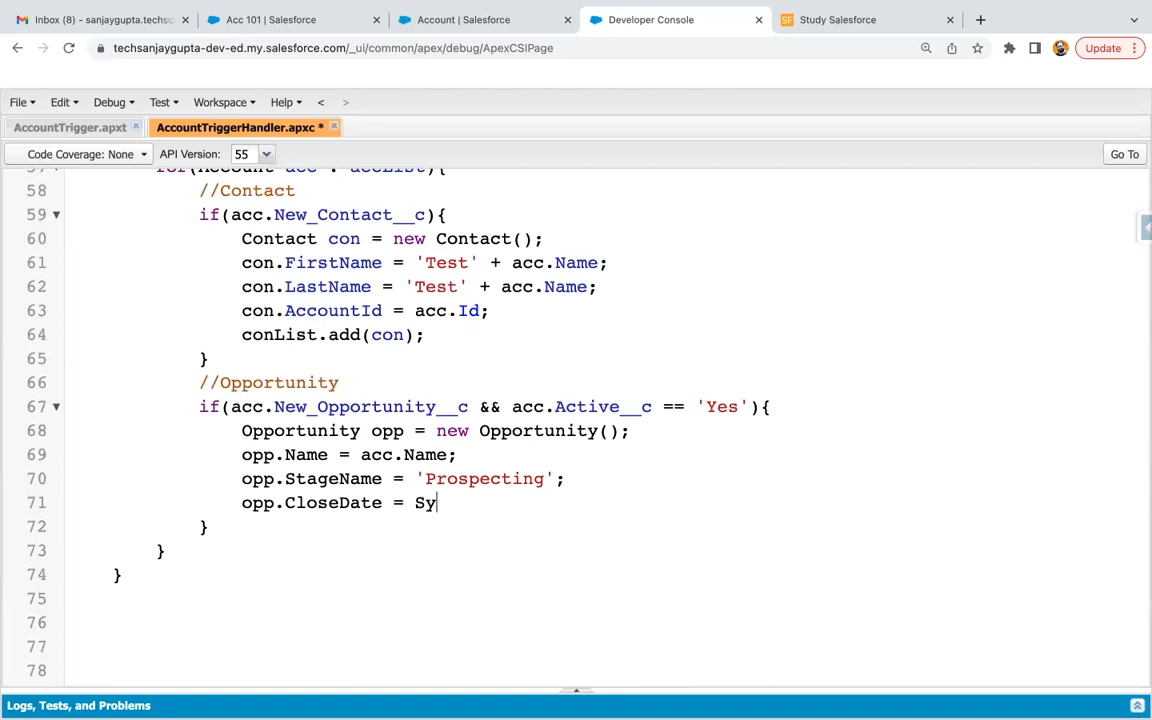 Inbox (8) - sanjaygupta.techsc
Acc 101 | Salesforce
Account | Salesforce
Developer Console
Study Salesforce
techsanjaygupta-dev-ed.my.salesforce.com/_ui/common/apex/debug/ApexCSIPage
Update
File Edit Debug Test Workspace Help < >
AccountTrigger.apxt AccountTriggerHandler.apxc *
Code Coverage: None API Version: 55 Go To
57 for(Account acc : accList){
58 //Contact
59 if(acc.New_Contact__c){
60 Contact con = new Contact();
61 con.FirstName = 'Test' + acc.Name;
62 con.LastName = 'Test' + acc.Name;
63 con.AccountId = acc.Id;
64 conList.add(con);
65 }
66 //Opportunity
67 if(acc.New_Opportunity__c && acc.Active__c == 'Yes'){
68 Opportunity opp = new Opportunity();
69 opp.Name = acc.Name;
70 opp.StageName = 'Prospecting';
71 opp.CloseDate = Sy
72 }
73 }
74 }
75
76
77
78
Logs, Tests, and Problems